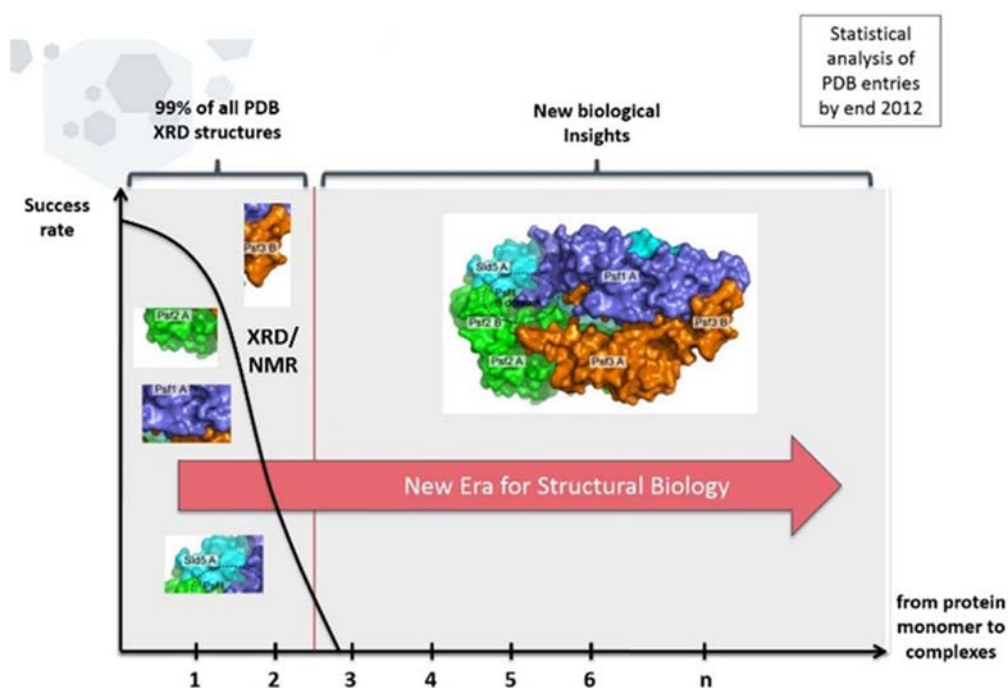 Statistical
analysis of
PDB entries
by end 2012
99% of all PDB
XRD structures
New biological
Insights
Success
rate
Psf3 B
Psf2 A
XRD/
NMR
Psf1 A
Sld5 A
Psf1
Sld5 A
Psf1 A
Psf2 B
Psf3 B
Psf2 A
Psf3 A
New Era for Structural Biology
from protein
monomer to
complexes
1 2 3 4 5 6 n